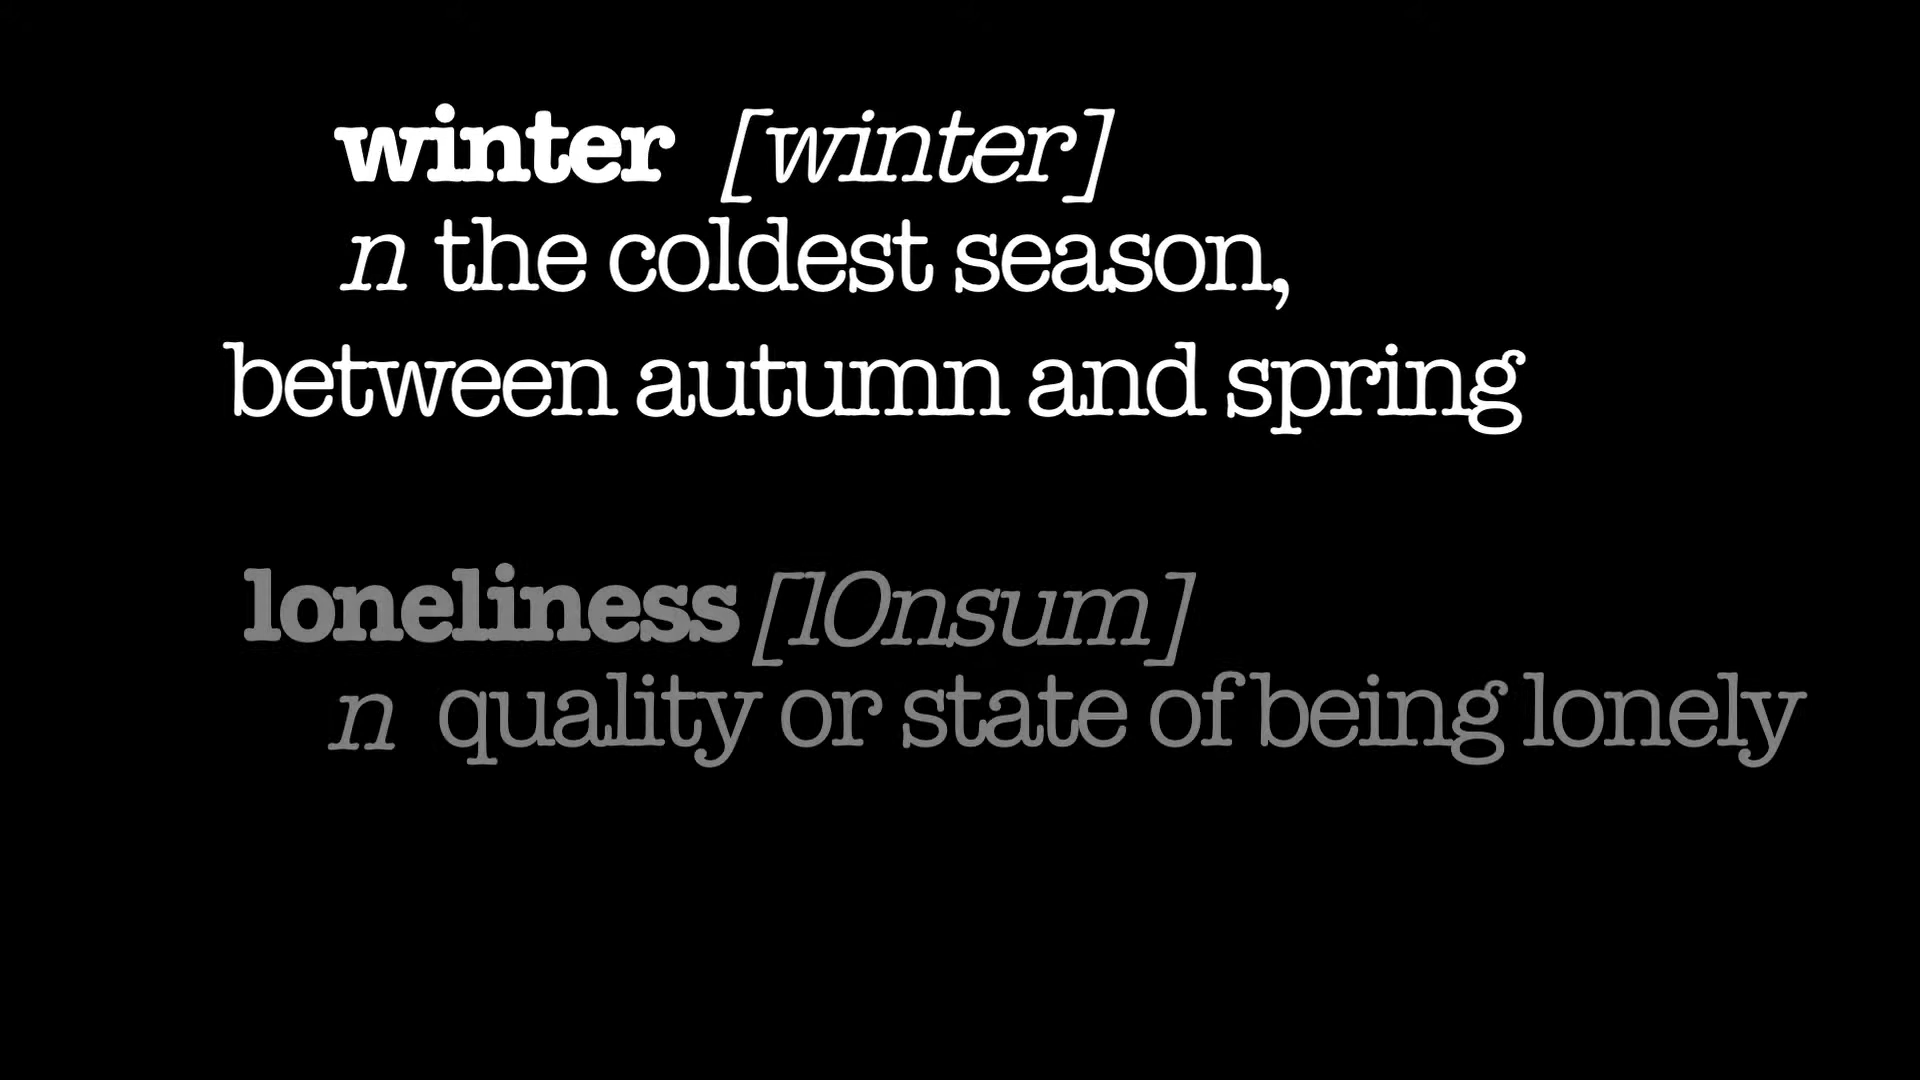 winter [winter]
n the coldest season,
between autumn and spring
loneliness [lOnsum]
n quality or state of being lonely